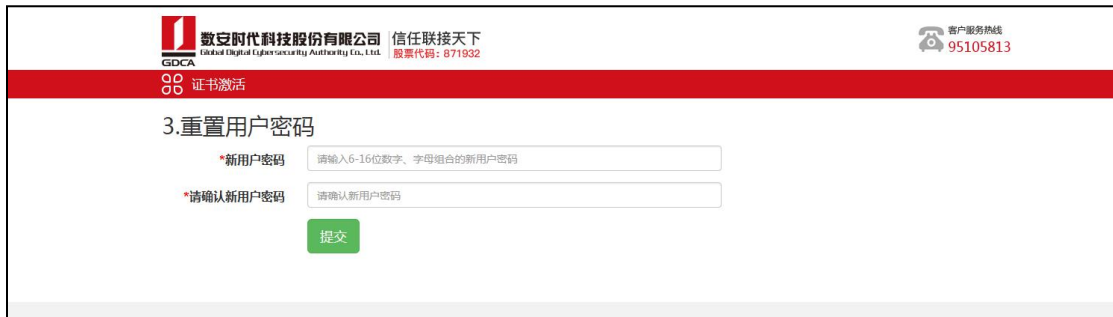 数安时代科技股份有限公司
Global Digital Cybersecurity Authority Co., Ltd.
GDCA
信任联接天下
股票代码：871932
客户服务热线
95105813
证书激活
3.重置用户密码
*新用户密码
请输入6-16位数字、字母组合的新用户密码
*请确认新用户密码
请确认新用户密码
提交